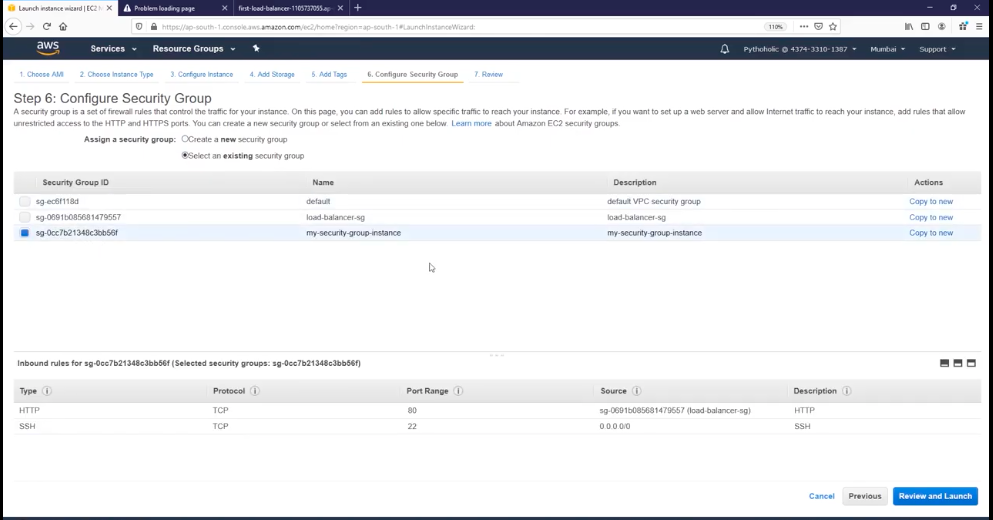 Launch instance wizard | EC2 M
Problem loading page
first-load-balancer-1105737055.ap-
https://ap-south-1.console.aws.amazon.com/ec2/home?region=ap-south-1#LaunchInstanceWizard:
110%
aws
Services
Resource Groups
Pytholic @ 4374-3310-1387
Mumbai
Support
1. Choose AMI
2. Choose Instance Type
3. Configure Instance
4. Add Storage
5. Add Tags
6. Configure Security Group
7. Review
Step 6: Configure Security Group
A security group is a set of firewall rules that control the traffic for your instance. On this page, you can add rules to allow specific traffic to reach your instance. For example, if you want to set up a web server and allow Internet traffic to reach your instance, add rules that allow
unrestricted access to the HTTP and HTTPS ports. You can create a new security group or select from an existing one below. Learn more about Amazon EC2 security groups.
Assign a security group: Create a new security group
Select an existing security group
Security Group ID Name Description Actions
sg-ec6f118d default default VPC security group Copy to new
sg-0691b085681479557 load-balancer-sg load-balancer-sg Copy to new
sg-0cc7b21348c3bb56f my-security-group-instance my-security-group-instance Copy to new
Inbound rules for sg-0cc7b21348c3bb56f (Selected security groups: sg-0cc7b21348c3bb56f)
Type Protocol Port Range Source Description
HTTP TCP 80 sg-0691b085681479557 (load-balancer-sg) HTTP
SSH TCP 22 0.0.0.0/0 SSH
Cancel
Previous
Review and Launch